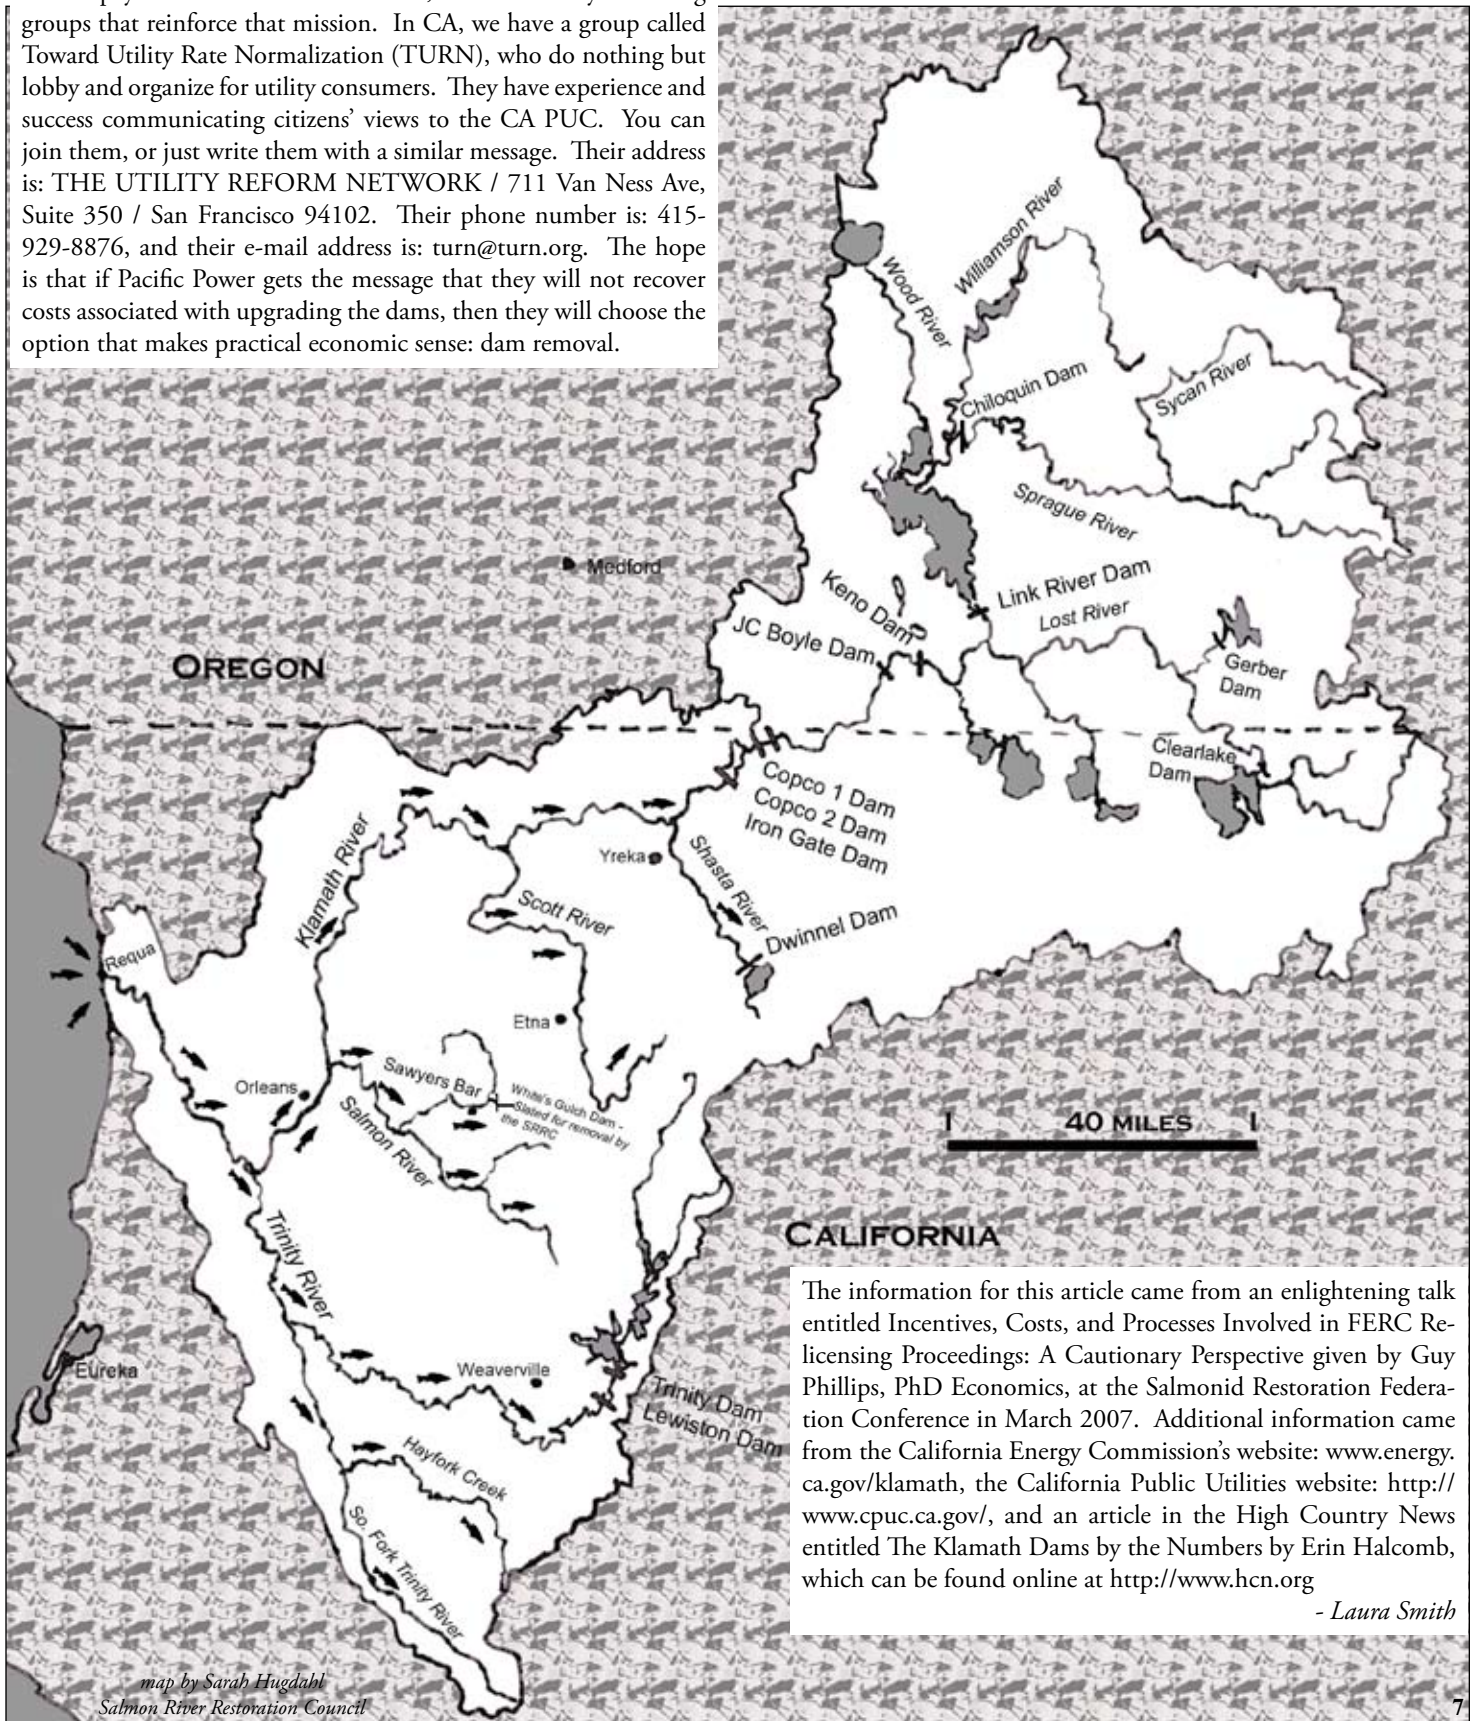 groups that reinforce that mission. In CA, we have a group called
Toward Utility Rate Normalization (TURN), who do nothing but
lobby and organize for utility consumers. They have experience and
success communicating citizens' views to the CA PUC. You can
join them, or just write them with a similar message. Their address
is: THE UTILITY REFORM NETWORK / 711 Van Ness Ave,
Suite 350 / San Francisco 94102. Their phone number is: 415-
929-8876, and their e-mail address is: turn@turn.org. The hope
is that if Pacific Power gets the message that they will not recover
costs associated with upgrading the dams, then they will choose the
option that makes practical economic sense: dam removal.
Williamson River
Wood River
Chiloquin Dam
Sycan River
Sprague River
Medford
Keno Dam
Link River Dam
Lost River
JC Boyle Dam
OREGON
Gerber
Dam
Clearlake
Dam
Copco 1 Dam
Copco 2 Dam
Iron Gate Dam
Klamath River
Yreka
Shasta River
Scott River
Dwinnel Dam
Requa
Etna
Orleans
Sawyers Bar
White's Gulch Dam -
Slated for removal by
the SRRC
Salmon River
40 MILES
Trinity River
CALIFORNIA
Eureka
Weaverville
Trinity Dam
Lewiston Dam
Hayfork Creek
So. Fork Trinity River
The information for this article came from an enlightening talk
entitled Incentives, Costs, and Processes Involved in FERC Re-
licensing Proceedings: A Cautionary Perspective given by Guy
Phillips, PhD Economics, at the Salmonid Restoration Federa-
tion Conference in March 2007. Additional information came
from the California Energy Commission's website: www.energy.
ca.gov/klamath, the California Public Utilities website: http://
www.cpuc.ca.gov/, and an article in the High Country News
entitled The Klamath Dams by the Numbers by Erin Halcomb,
which can be found online at http://www.hcn.org
- Laura Smith
map by Sarah Hugdahl
Salmon River Restoration Council
7